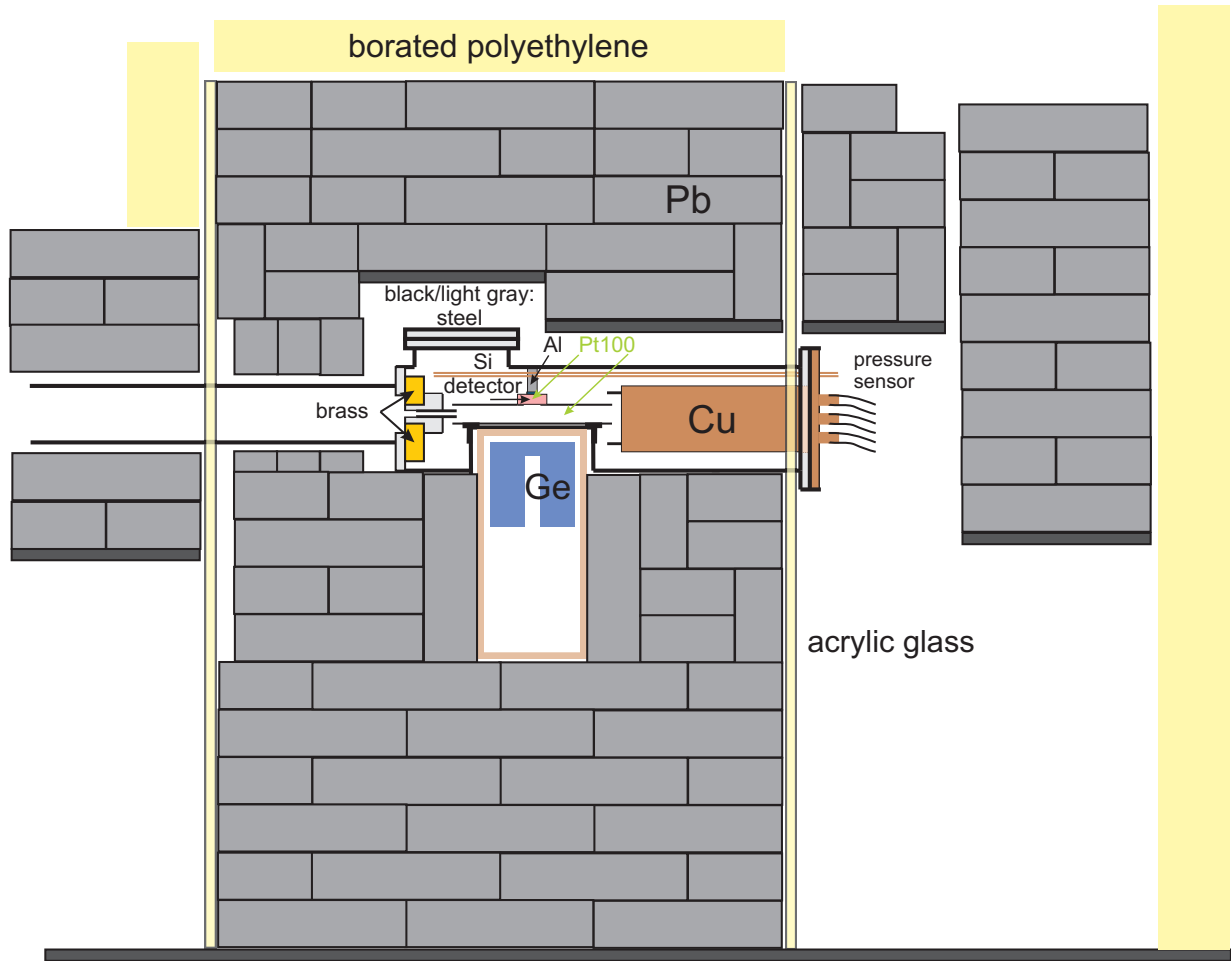 borated polyethylene
Pb
black/light gray:
steel
Al
Pt100
Si
detector
pressure
sensor
brass
Cu
Ge
acrylic glass